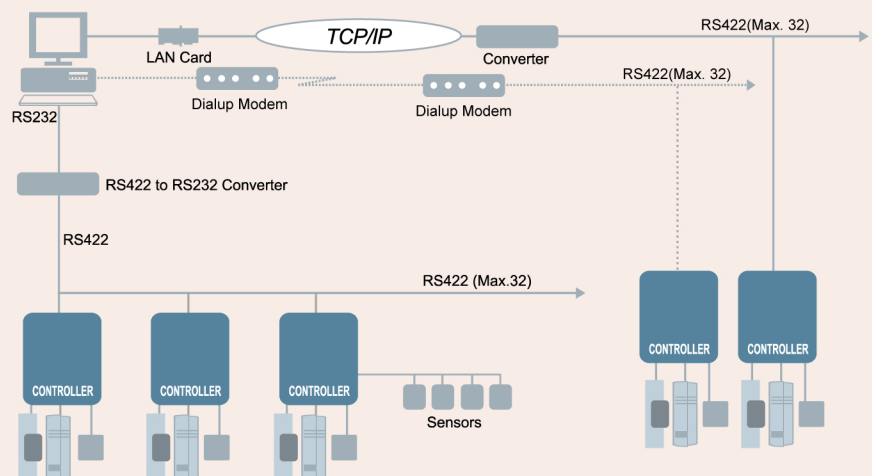 RS422(Max. 32)
TCP/IP
LAN Card
Converter
RS422(Max. 32)
Dialup Modem
Dialup Modem
RS232
RS422 to RS232 Converter
RS422
RS422 (Max.32)
CONTROLLER
CONTROLLER
CONTROLLER
CONTROLLER
CONTROLLER
Sensors